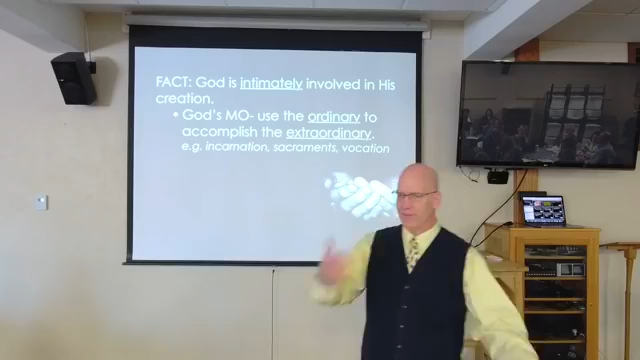 FACT: God is intimately involved in His
creation.
• God's MO- use the ordinary to
accomplish the extraordinary.
e.g. incarnation, sacraments, vocation